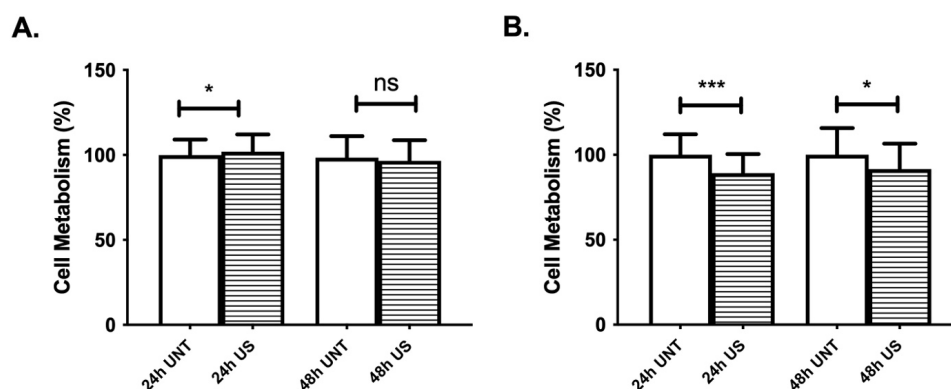 A.
B.
Cell Metabolism (%)
150
100
50
0
*
ns
24h UNT
24h US
48h UNT
48h US
Cell Metabolism (%)
150
100
50
0
***
*
24h UNT
24h US
48h UNT
48h US